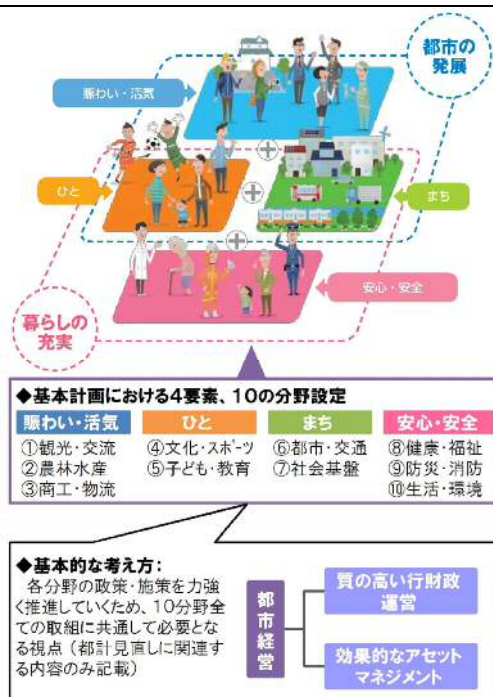 都市の
発展
賑わい・活気
ひと
まち
安心・安全
暮らしの
充実
◆基本計画における4要素、10の分野設定
賑わい・活気
①観光・交流
②農林水産
③商工・物流
ひと
④文化・スポーツ
⑤子ども・教育
まち
⑥都市・交通
⑦社会基盤
安心・安全
⑧健康・福祉
⑨防災・消防
⑩生活・環境
◆基本的な考え方:
各分野の政策・施策を力強
く推進していくため、10分野全
ての取組に共通して必要とな
る視点（都計見直しに関連す
る内容のみ記載）
都市経営
質の高い行財政
運営
効果的なアセット
マネジメント